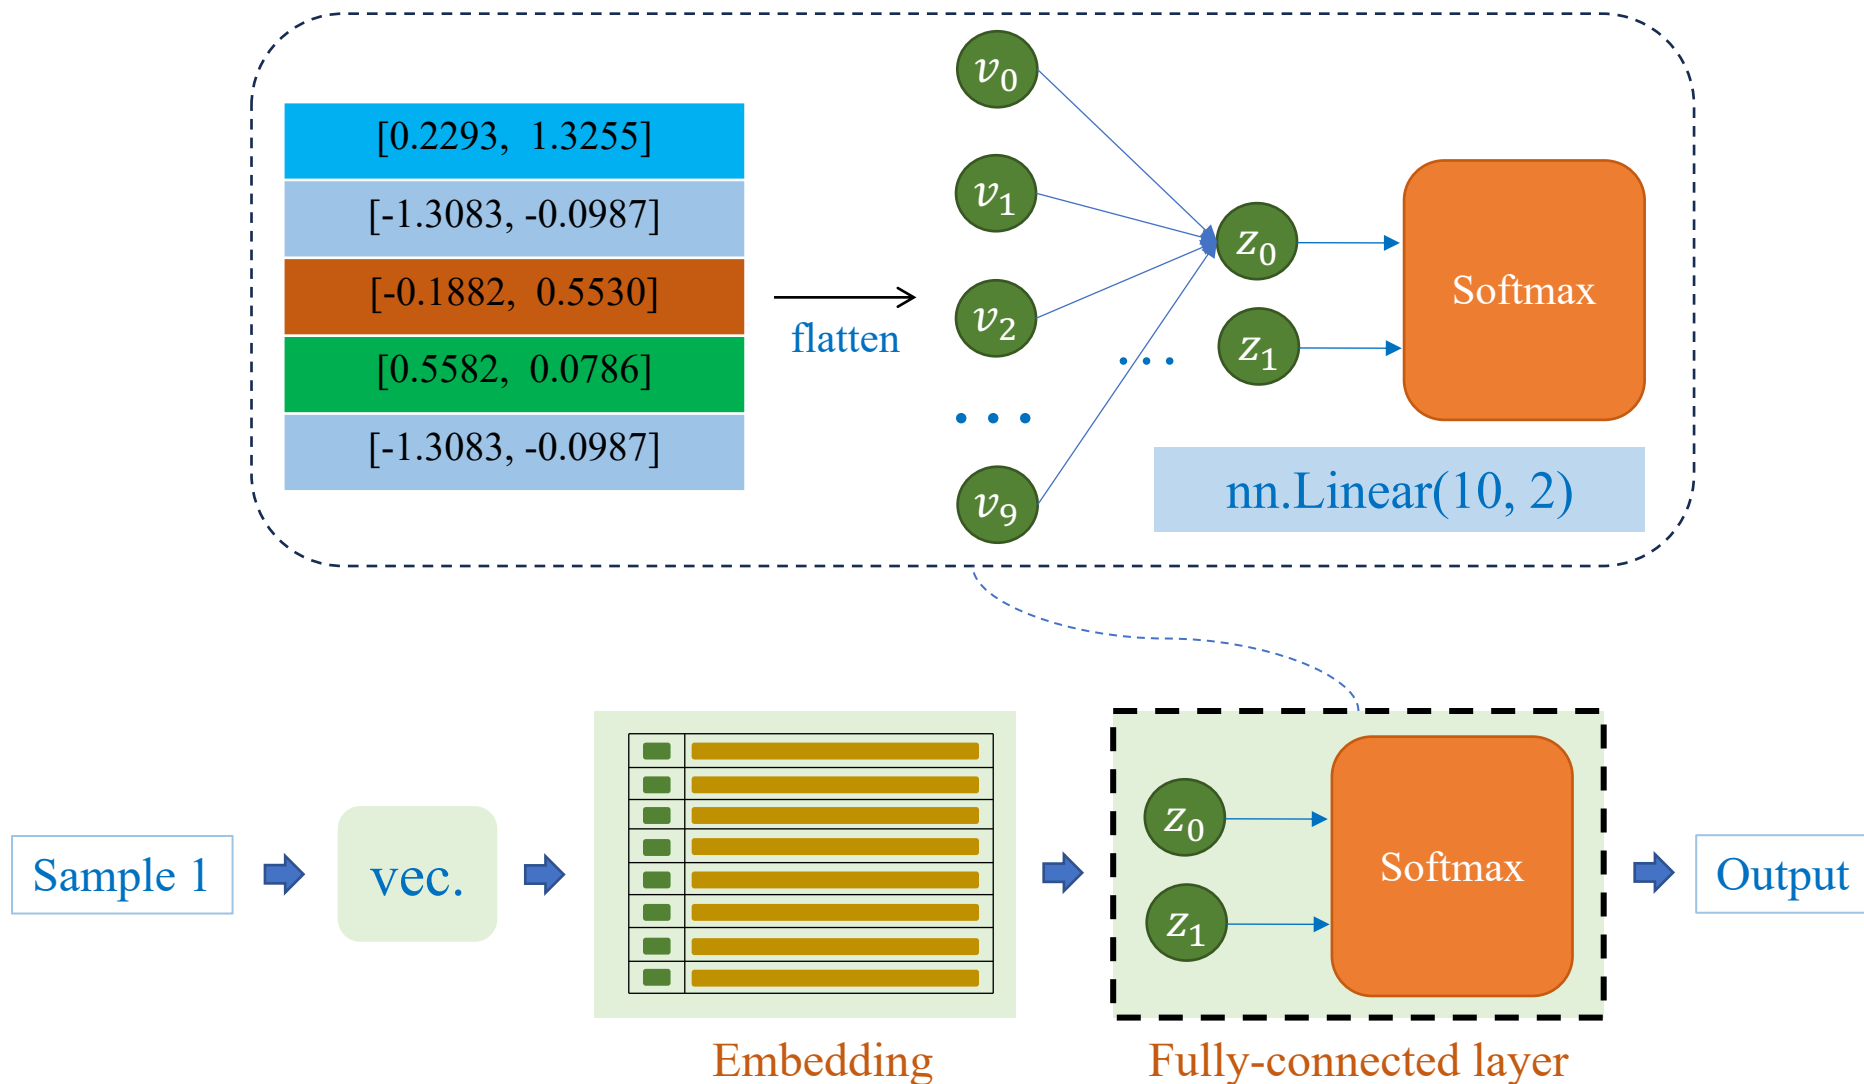 [0.2293, 1.3255]
[-1.3083, -0.0987]
[-0.1882, 0.5530]
[0.5582, 0.0786]
[-1.3083, -0.0987]
flatten
v₀
v₁
v₂
...
v₉
...
z₀
z₁
Softmax
nn.Linear(10, 2)
Sample 1
vec.
Embedding
z₀
z₁
Softmax
Fully-connected layer
Output